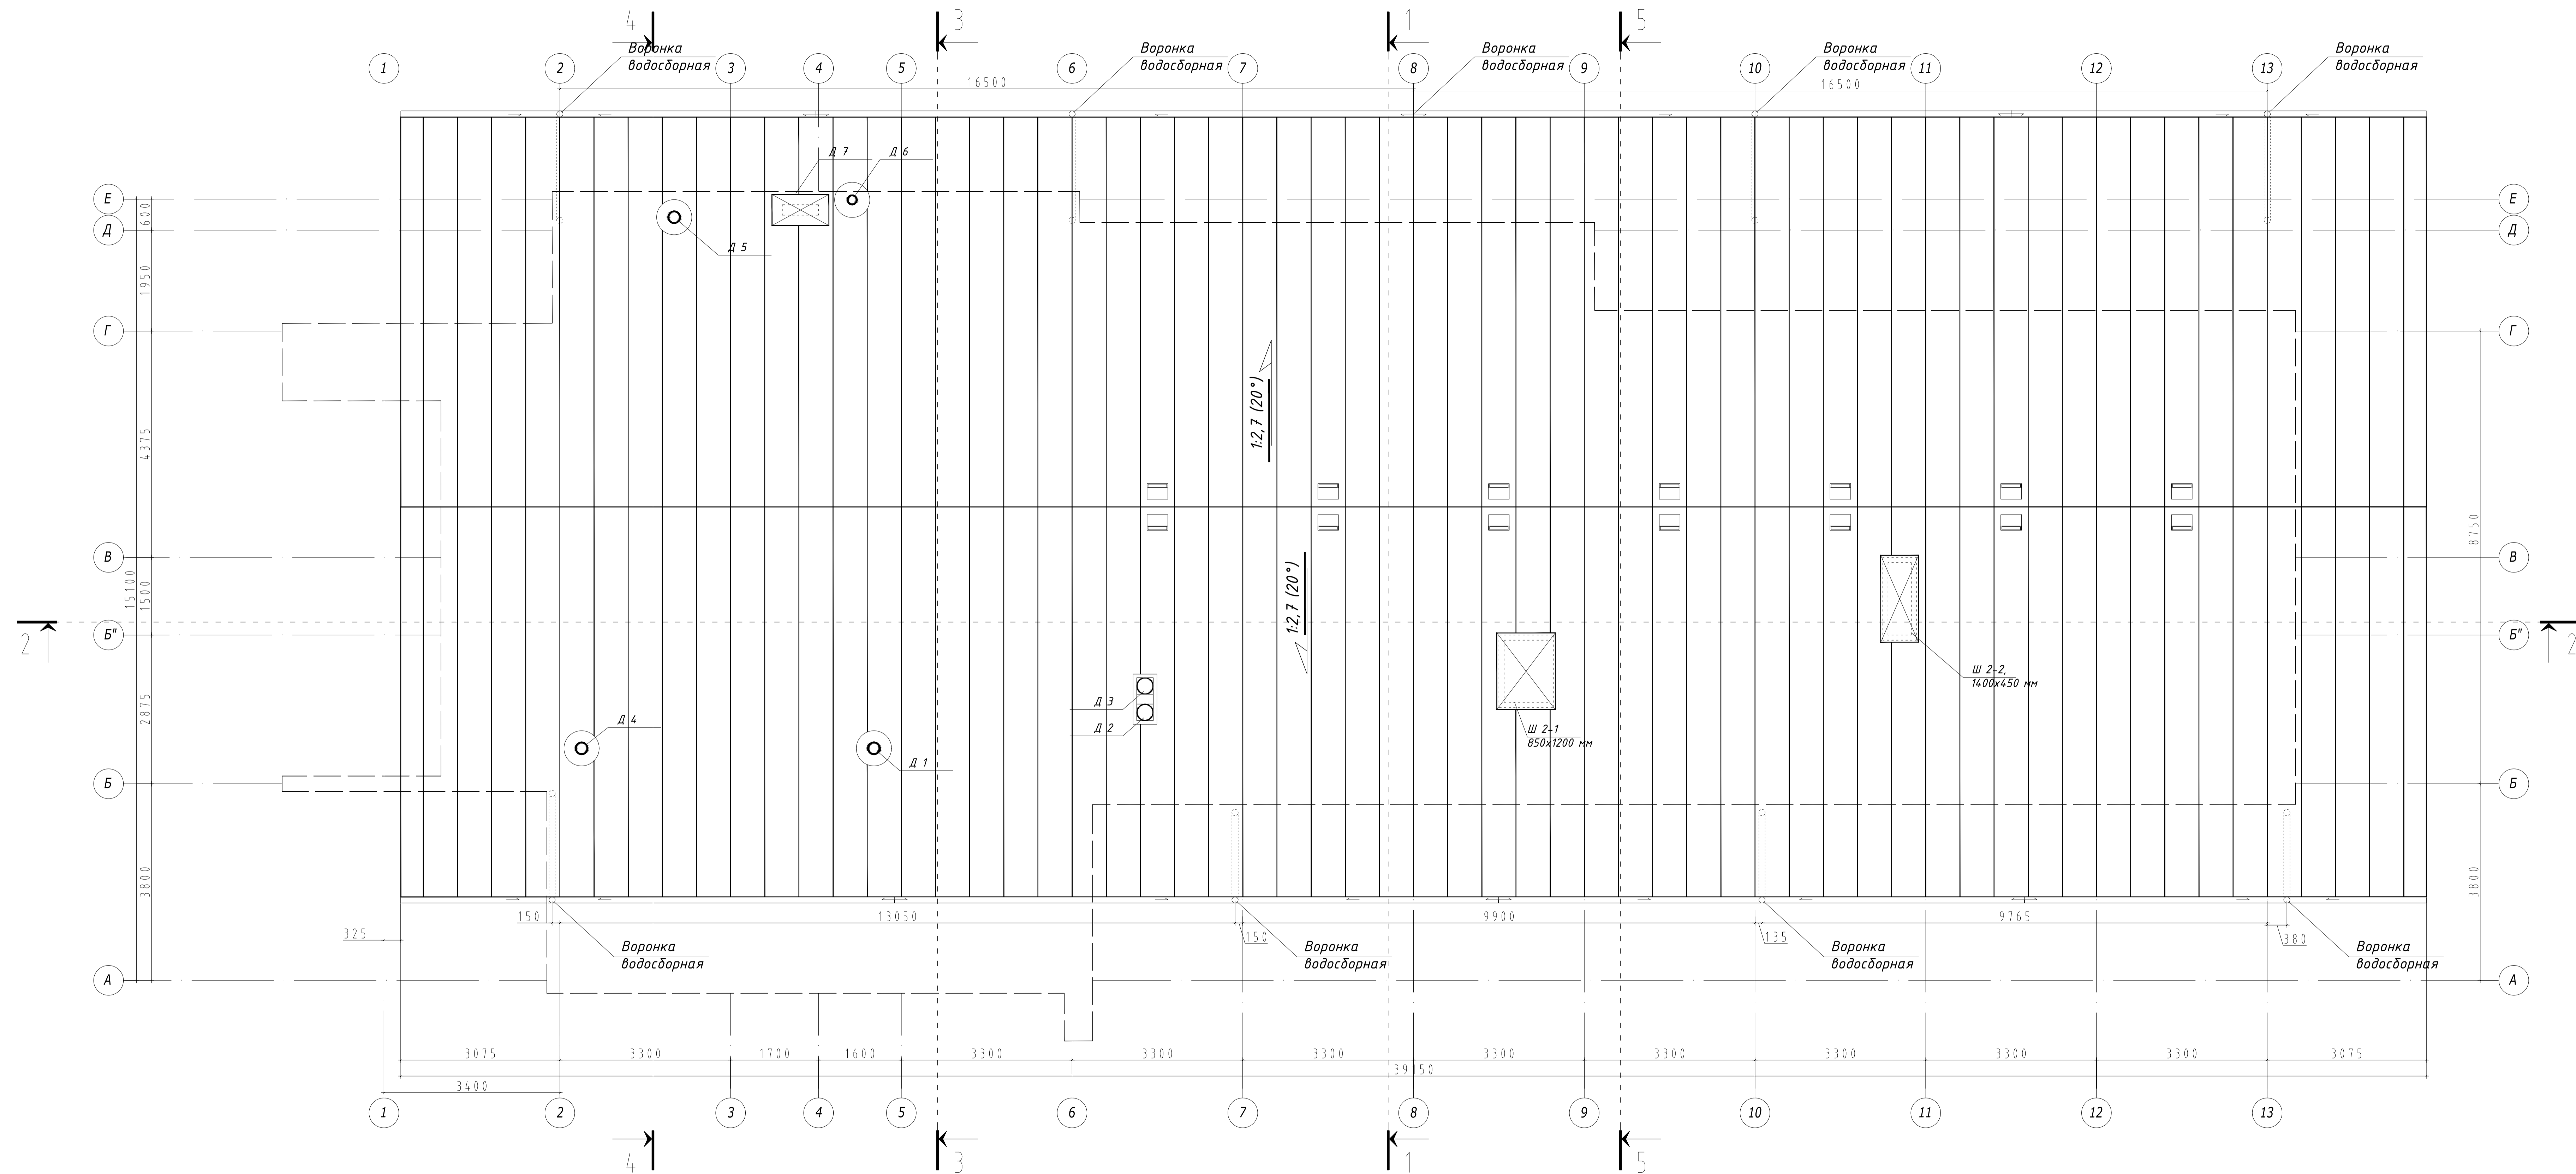 4 3 1 5
Воронка Воронка Воронка Воронка Воронка
водосборная водосборная водосборная водосборная водосборная
1 2 3 4 5 6 7 8 9 10 11 12 13
16500 16500
Д 7 Д 6
Е 600 Е
Д Д
Д 5
1950
Г Г
1:2,7 (20°)
4375
8750
В В
15100 1500
1:2,7 (20°)
2 Б" Б" 2
Ш 2-2,
1400х450 мм
2875
Д 3
Д 4
Д 2
Ш 2-1
850х1200 мм
Д 1
Б Б
3800 3800
150 13050 9900 9765
325 150 135 380
Воронка Воронка Воронка Воронка
водосборная водосборная водосборная водосборная
А А
3075 3300 1700 1600 3300 3300 3300 3300 3300 3300 3300 3300 3075
39150
3400
1 2 3 4 5 6 7 8 9 10 11 12 13
4 3 1 5